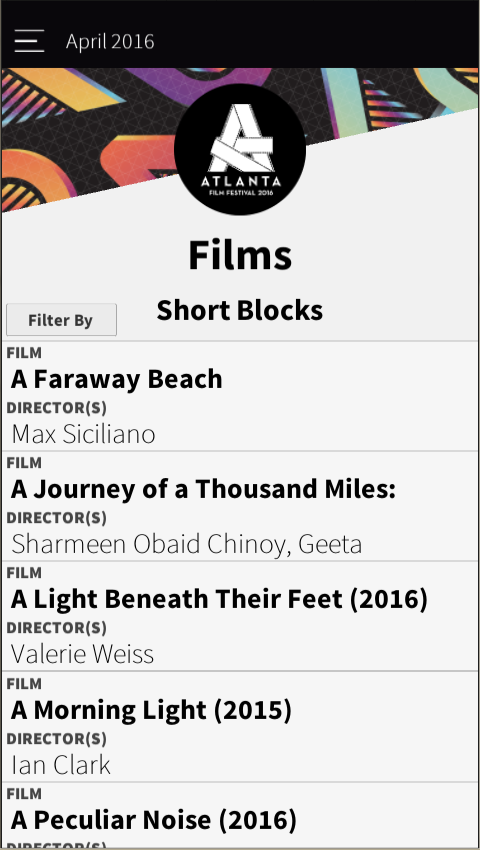 April 2016
ATLANTA
FILM FESTIVAL 2016
Films
Short Blocks
Filter By
FILM
A Faraway Beach
DIRECTOR(S)
Max Siciliano
FILM
A Journey of a Thousand Miles:
DIRECTOR(S)
Sharmeen Obaid Chinoy, Geeta
FILM
A Light Beneath Their Feet (2016)
DIRECTOR(S)
Valerie Weiss
FILM
A Morning Light (2015)
DIRECTOR(S)
Ian Clark
FILM
A Peculiar Noise (2016)
DIRECTOR(S)